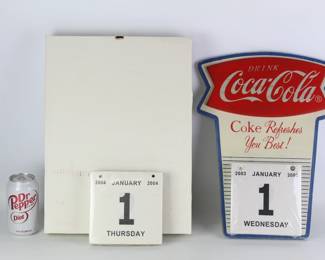 DRINK
Coca-Cola®
Coke Refreshes
You Best!
2003 JANUARY
1
WEDNESDAY
2004 JANUARY 2004
1
THURSDAY
Dr
Pepper
Diet